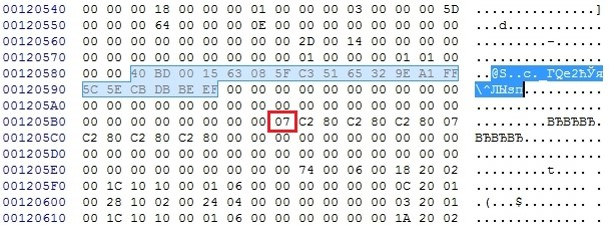 00120540 00 00 00 18 00 00 00 01 00 00 00 03 00 00 00 5D ...............]
00120550 00 00 00 64 00 00 00 0E 00 00 00 00 00 00 00 00 ...d............
00120560 00 00 00 00 00 00 00 00 00 2D 00 14 00 00 00 00 .........-......
00120570 00 00 00 00 00 00 00 00 00 01 00 00 00 01 01 00 ................
00120580 00 00 40 BD 00 15 63 08 5F C3 51 65 32 9E A1 FF ..@Ѕ..c._ГQe2ћЎя
00120590 5C 5E CB DB BE EF 00 00 00 00 00 00 00 00 00 00 \^ЛЫѕп..........
001205A0 00 00 00 00 00 00 00 00 00 00 00 00 00 00 00 00 ................
001205B0 00 00 00 00 00 00 00 00 07 C2 80 C2 80 C2 80 07 .........ВЂВЂВЂ.
001205C0 C2 80 C2 80 C2 80 00 00 00 00 00 00 00 00 00 00 ВЂВЂВЂ..........
001205D0 00 00 00 00 00 00 00 00 00 00 00 00 00 00 00 00 ................
001205E0 00 00 00 00 00 00 00 00 00 74 00 06 00 18 20 02 .........t.... .
001205F0 00 1C 10 10 00 01 06 00 00 00 00 00 00 0C 20 01 .............. .
00120600 00 28 10 02 00 24 04 00 00 00 00 00 00 03 20 01 .(...$........ .
00120610 00 1C 10 10 00 01 06 00 00 00 00 00 00 1A 20 02 .............. .